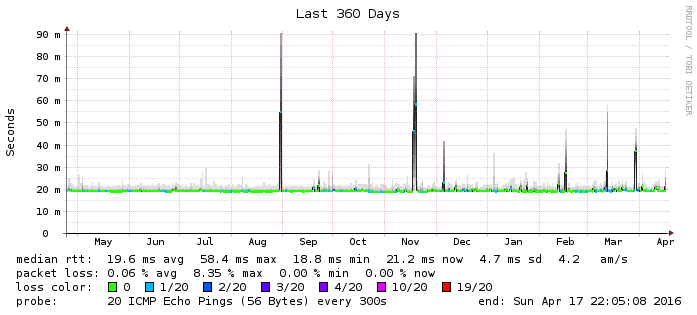 Last 360 Days
RRDTOOL / TOBI OETIKER
90 m
80 m
70 m
60 m
50 m
40 m
30 m
20 m
10 m
0
Seconds
May Jun Jul Aug Sep Oct Nov Dec Jan Feb Mar Apr
median rtt: 19.6 ms avg 58.4 ms max 18.8 ms min 21.2 ms now 4.7 ms sd 4.2 am/s
packet loss: 0.06 % avg 8.35 % max 0.00 % min 0.00 % now
loss color: 0 1/20 2/20 3/20 4/20 10/20 19/20
probe: 20 ICMP Echo Pings (56 Bytes) every 300s end: Sun Apr 17 22:05:08 2016